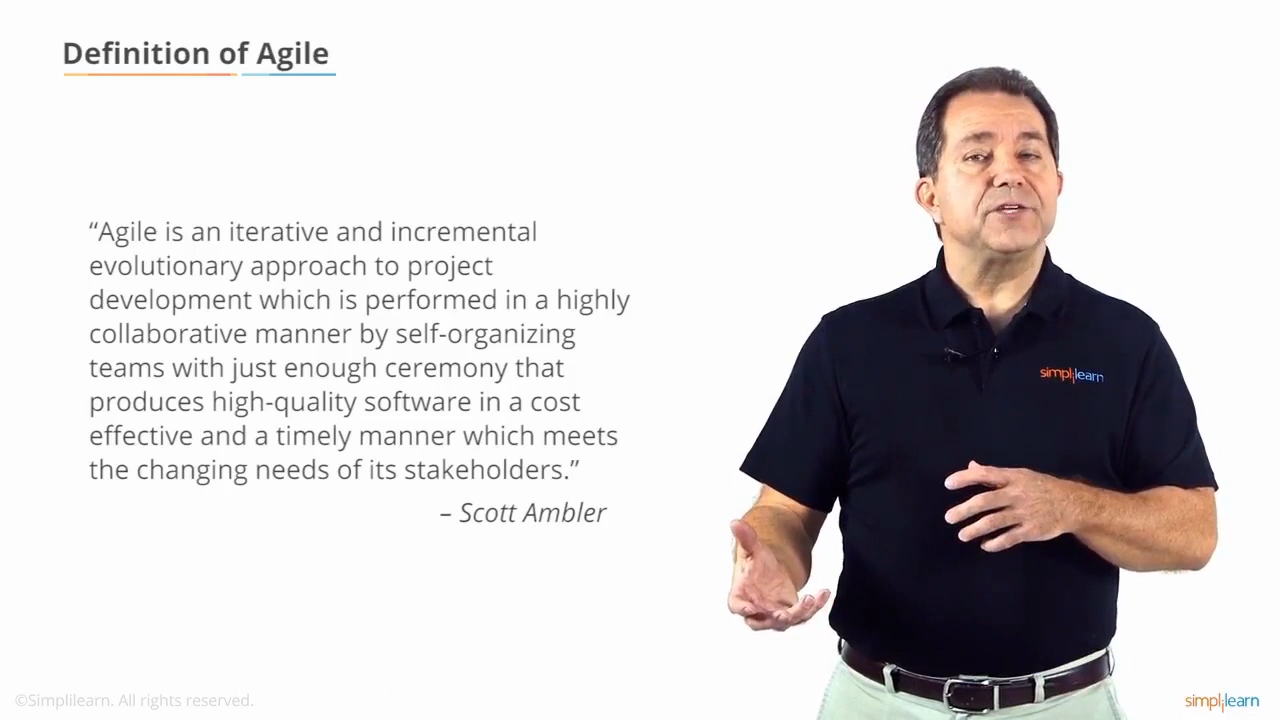 Definition of Agile
“Agile is an iterative and incremental
evolutionary approach to project
development which is performed in a highly
collaborative manner by self-organizing
teams with just enough ceremony that
produces high-quality software in a cost
effective and a timely manner which meets
the changing needs of its stakeholders.”
– Scott Ambler
simplilearn
©Simplilearn. All rights reserved.
simplilearn